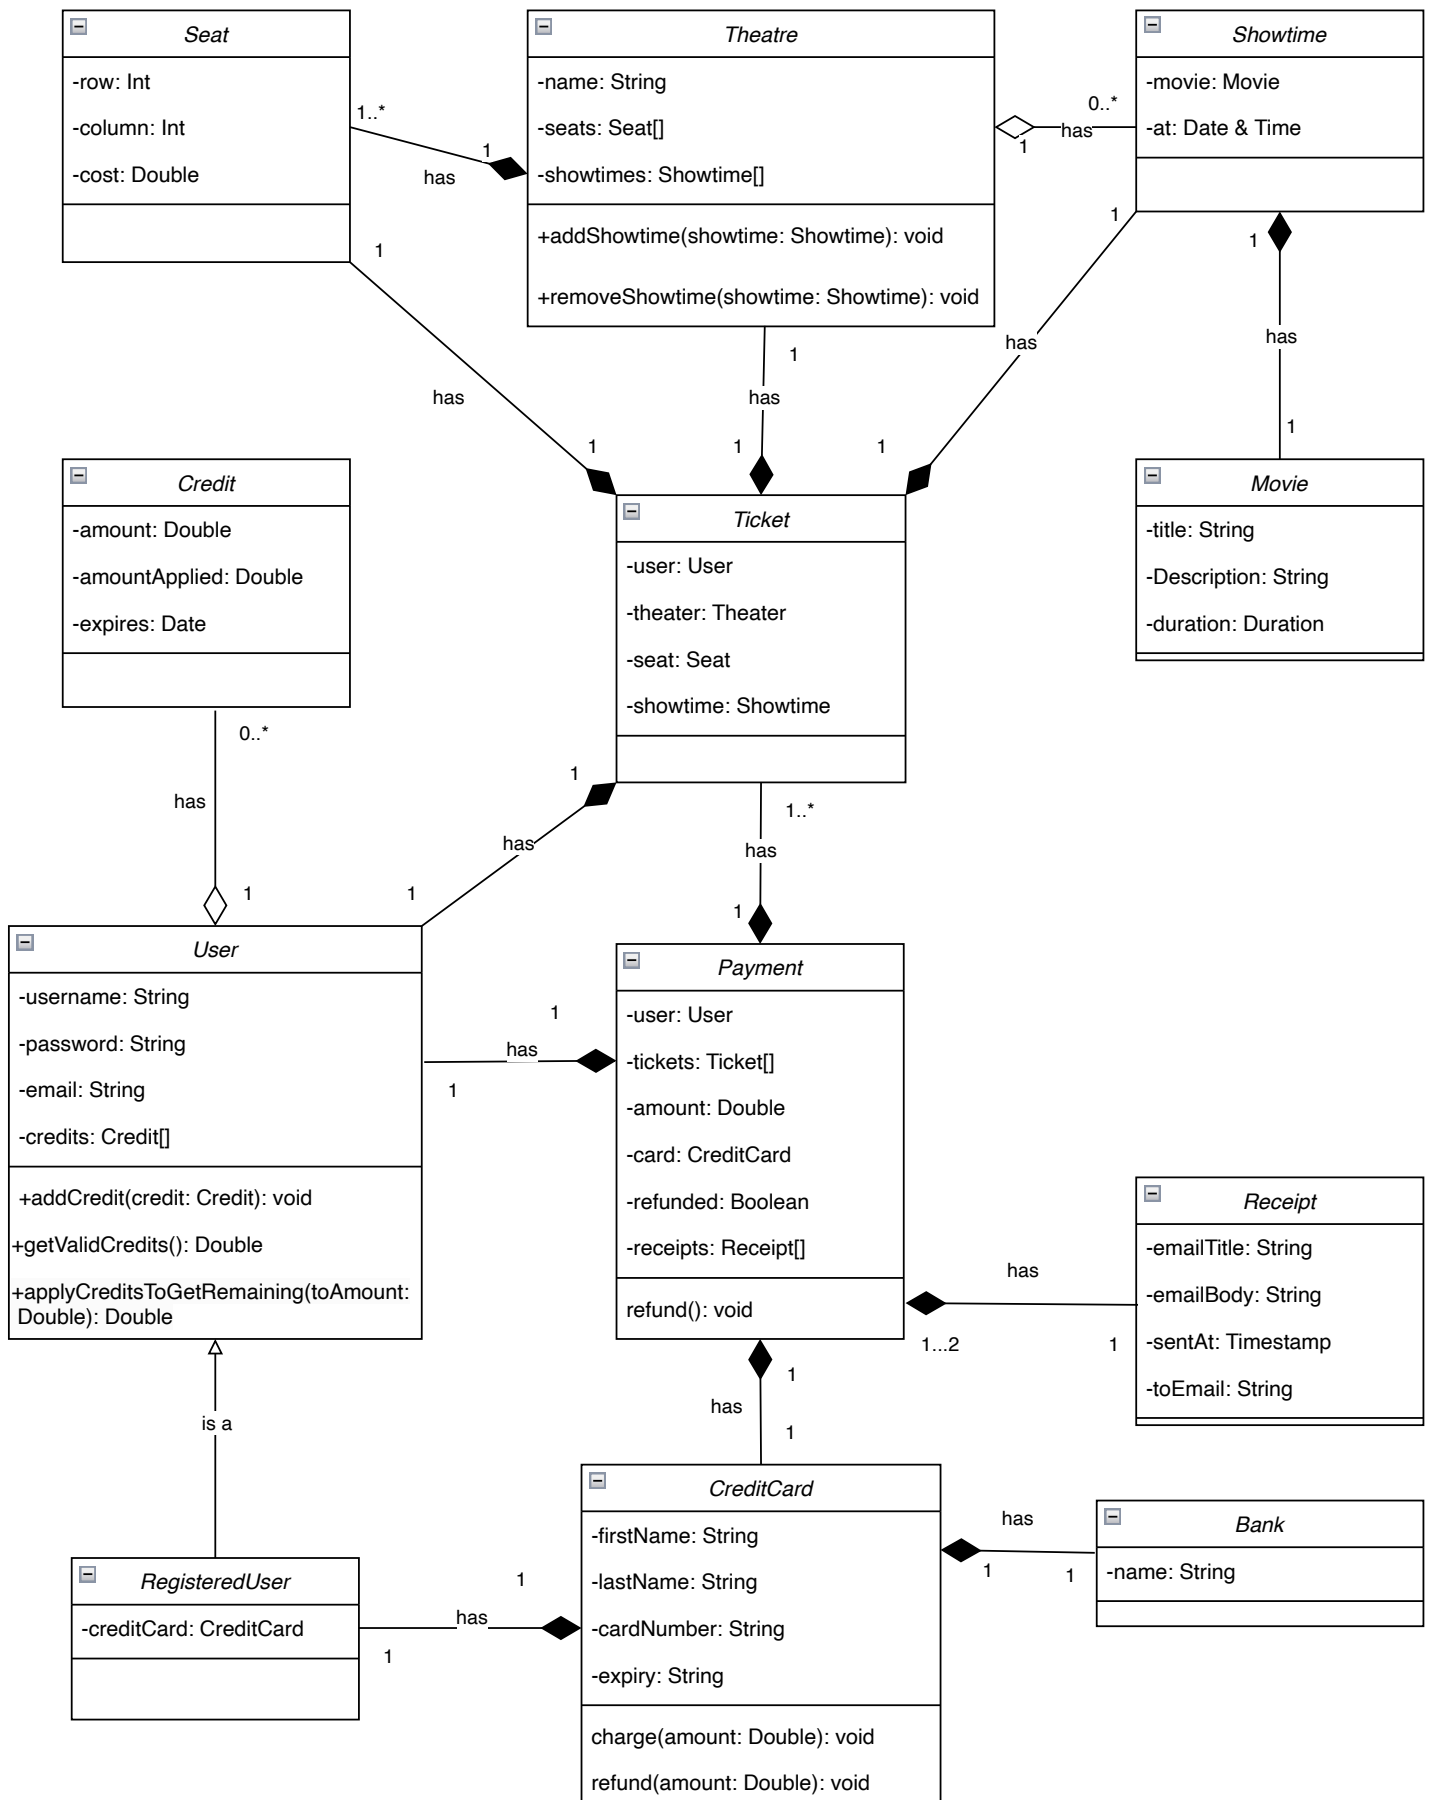 Seat
-row: Int
-column: Int
-cost: Double
1..*
1
has
Theatre
-name: String
-seats: Seat[]
-showtimes: Showtime[]
+addShowtime(showtime: Showtime): void
+removeShowtime(showtime: Showtime): void
0..*
has
1
Showtime
-movie: Movie
-at: Date & Time
1
has
1
1
has
1
1
has
1
1
has
1
Credit
-amount: Double
-amountApplied: Double
-expires: Date
Ticket
-user: User
-theater: Theater
-seat: Seat
-showtime: Showtime
Movie
-title: String
-Description: String
-duration: Duration
0..*
has
1
1
has
1
1..*
has
1
User
-username: String
-password: String
-email: String
-credits: Credit[]
+addCredit(credit: Credit): void
+getValidCredits(): Double
+applyCreditsToGetRemaining(toAmount:
Double): Double
1
has
1
Payment
-user: User
-tickets: Ticket[]
-amount: Double
-card: CreditCard
-refunded: Boolean
-receipts: Receipt[]
refund(): void
has
1...2
1
Receipt
-emailTitle: String
-emailBody: String
-sentAt: Timestamp
-toEmail: String
is a
1
has
1
RegisteredUser
-creditCard: CreditCard
1
has
1
CreditCard
-firstName: String
-lastName: String
-cardNumber: String
-expiry: String
charge(amount: Double): void
refund(amount: Double): void
has
1
1
Bank
-name: String